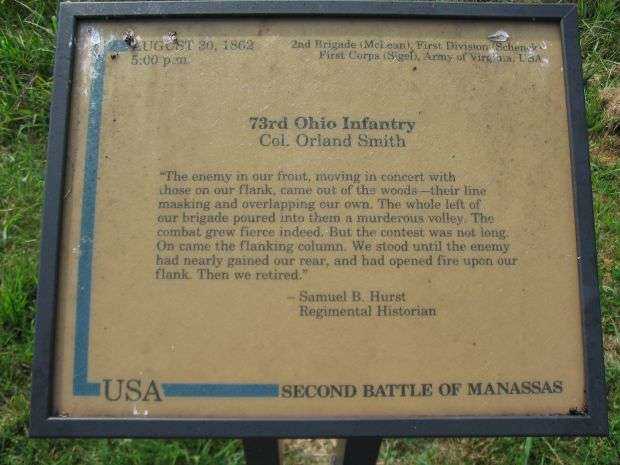 AUGUST 30, 1862
5:00 p.m.
2nd Brigade (McLean), First Division (Schenck)
First Corps (Sigel), Army of Virginia, USA
73rd Ohio Infantry
Col. Orland Smith
"The enemy in our front, moving in concert with
those on our flank, came out of the woods—their line
masking and overlapping our own. The whole left of
our brigade poured into them a murderous volley. The
combat grew fierce indeed. But the contest was not long.
On came the flanking column. We stood until the enemy
had nearly gained our rear, and had opened fire upon our
flank. Then we retired."
– Samuel B. Hurst
Regimental Historian
USA
SECOND BATTLE OF MANASSAS